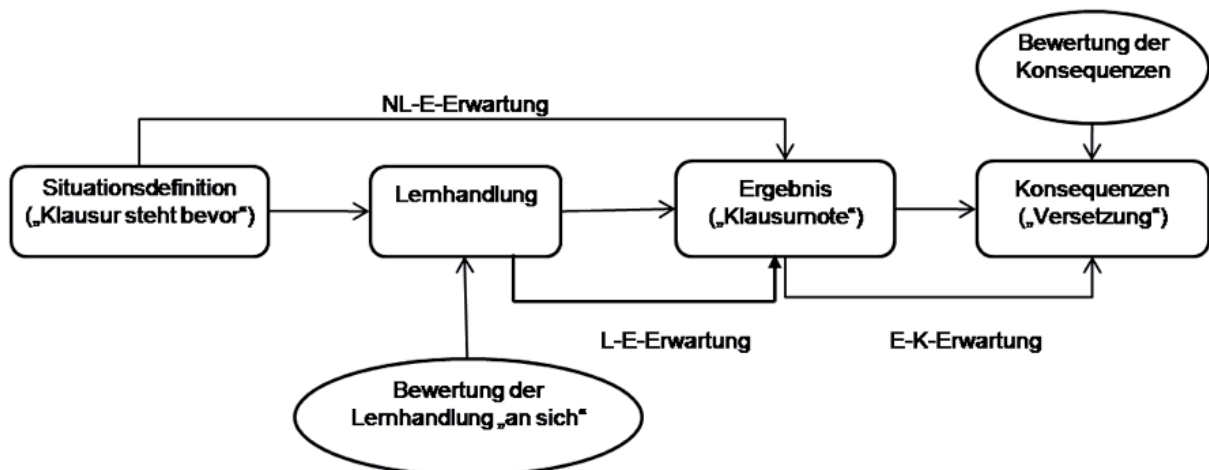 Bewertung der
Konsequenzen
NL-E-Erwartung
Situationsdefinition
(„Klausur steht bevor“)
Lernhandlung
Ergebnis
(„Klausurnote“)
Konsequenzen
(„Versetzung“)
L-E-Erwartung
E-K-Erwartung
Bewertung der
Lernhandlung „an sich“